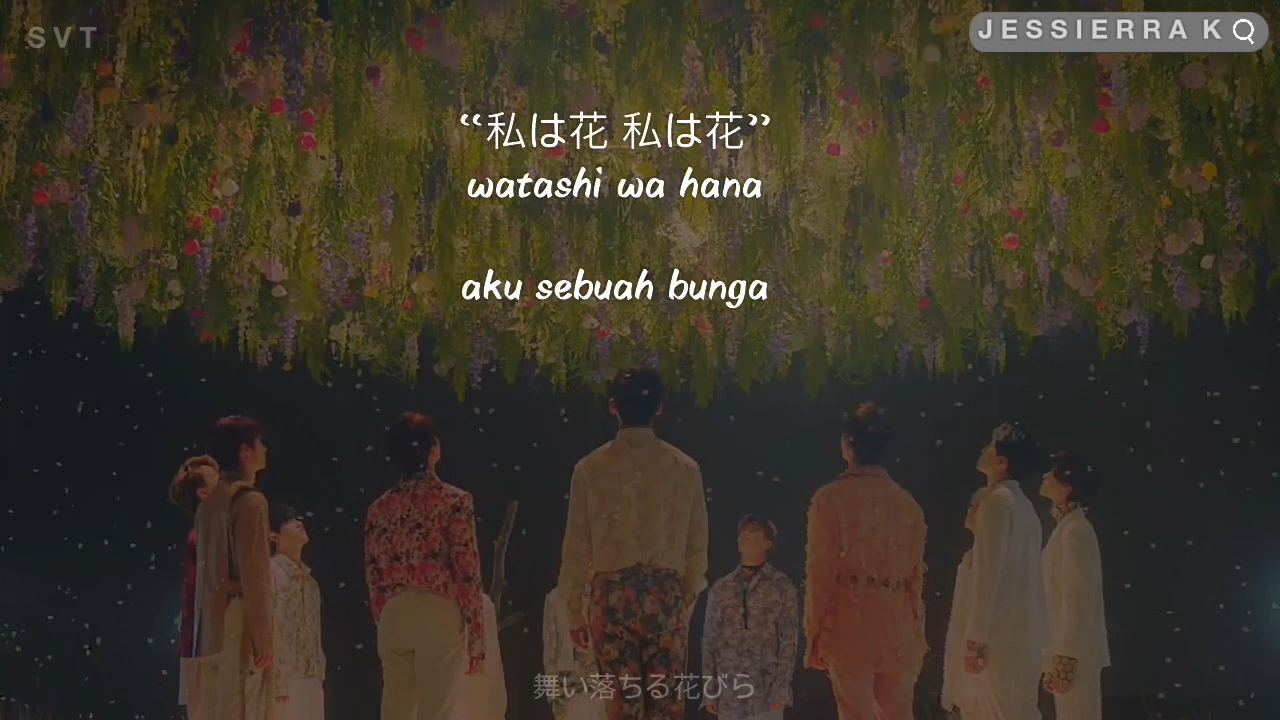 SVT
JESSIERRA K
“私は花 私は花”
watashi wa hana
aku sebuah bunga
舞い落ちる花びら